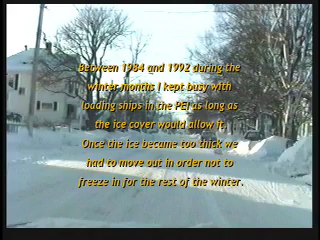 Between 1984 and 1992 during the
winter months I kept busy with
loading ships in the PEI as long as
the ice cover would allow it.
Once the ice became too thick we
had to move out in order not to
freeze in for the rest of the winter.